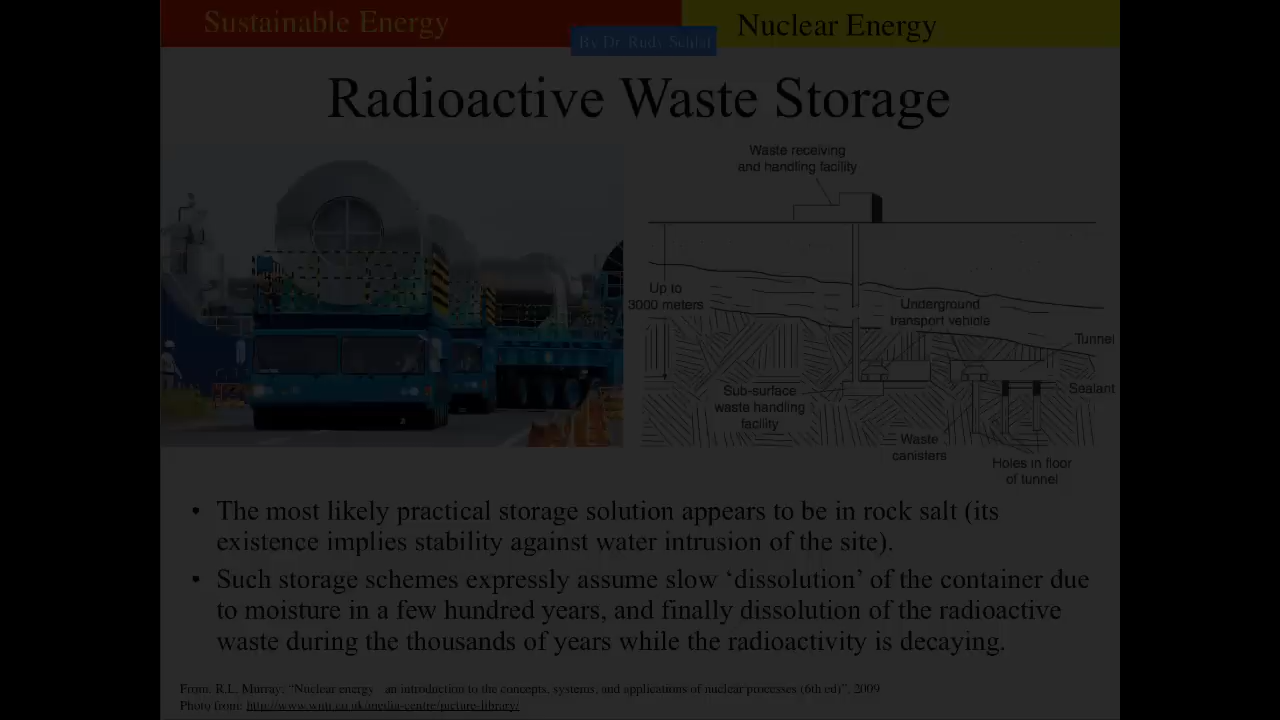 Sustainable Energy
Nuclear Energy
By Dr. Rudy Schlaf
Radioactive Waste Storage
Waste receiving
and handling facility
Up to
3000 meters
Underground
transport vehicle
Tunnel
Sub-surface
waste handling
facility
Sealant
Waste
canisters
Holes in floor
of tunnel
• The most likely practical storage solution appears to be in rock salt (its
existence implies stability against water intrusion of the site).
• Such storage schemes expressly assume slow ‘dissolution’ of the container due
to moisture in a few hundred years, and finally dissolution of the radioactive
waste during the thousands of years while the radioactivity is decaying.
From: R.L. Murray: “Nuclear energy an introduction to the concepts, systems, and applications of nuclear processes (6th ed)”, 2009
Photo from: